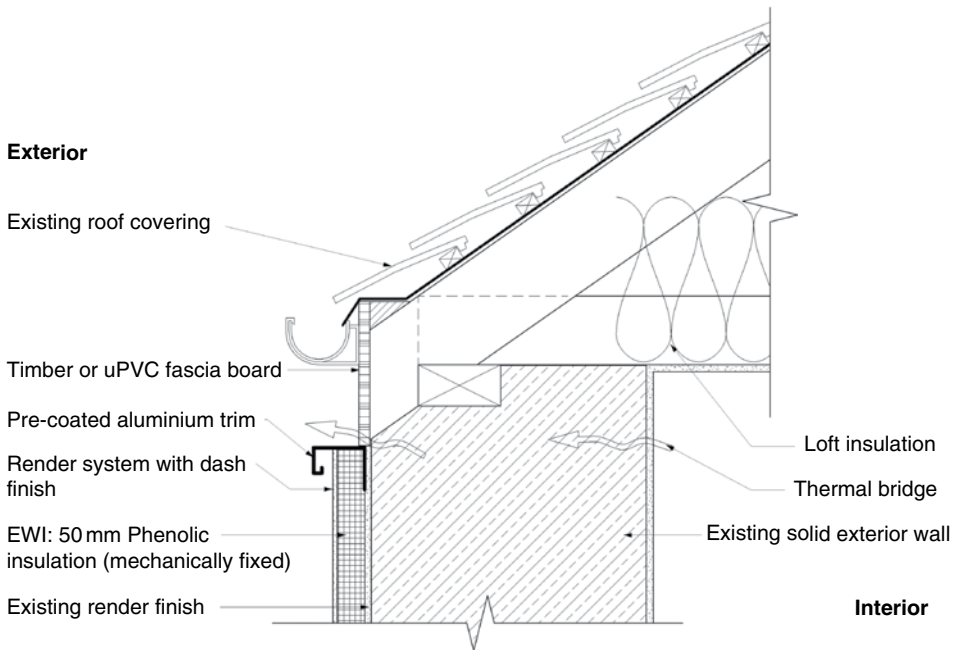 Exterior
Existing roof covering
Timber or uPVC fascia board
Pre-coated aluminium trim
Render system with dash
finish
EWI: 50 mm Phenolic
insulation (mechanically fixed)
Existing render finish
Loft insulation
Thermal bridge
Existing solid exterior wall
Interior